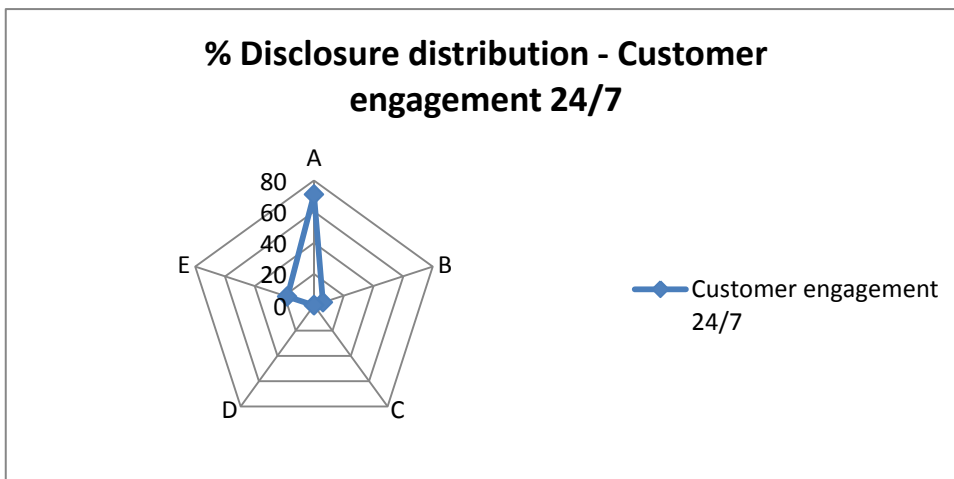 % Disclosure distribution - Customer
engagement 24/7
A
80
60
40
20
0
E
B
D
C
Customer engagement
24/7